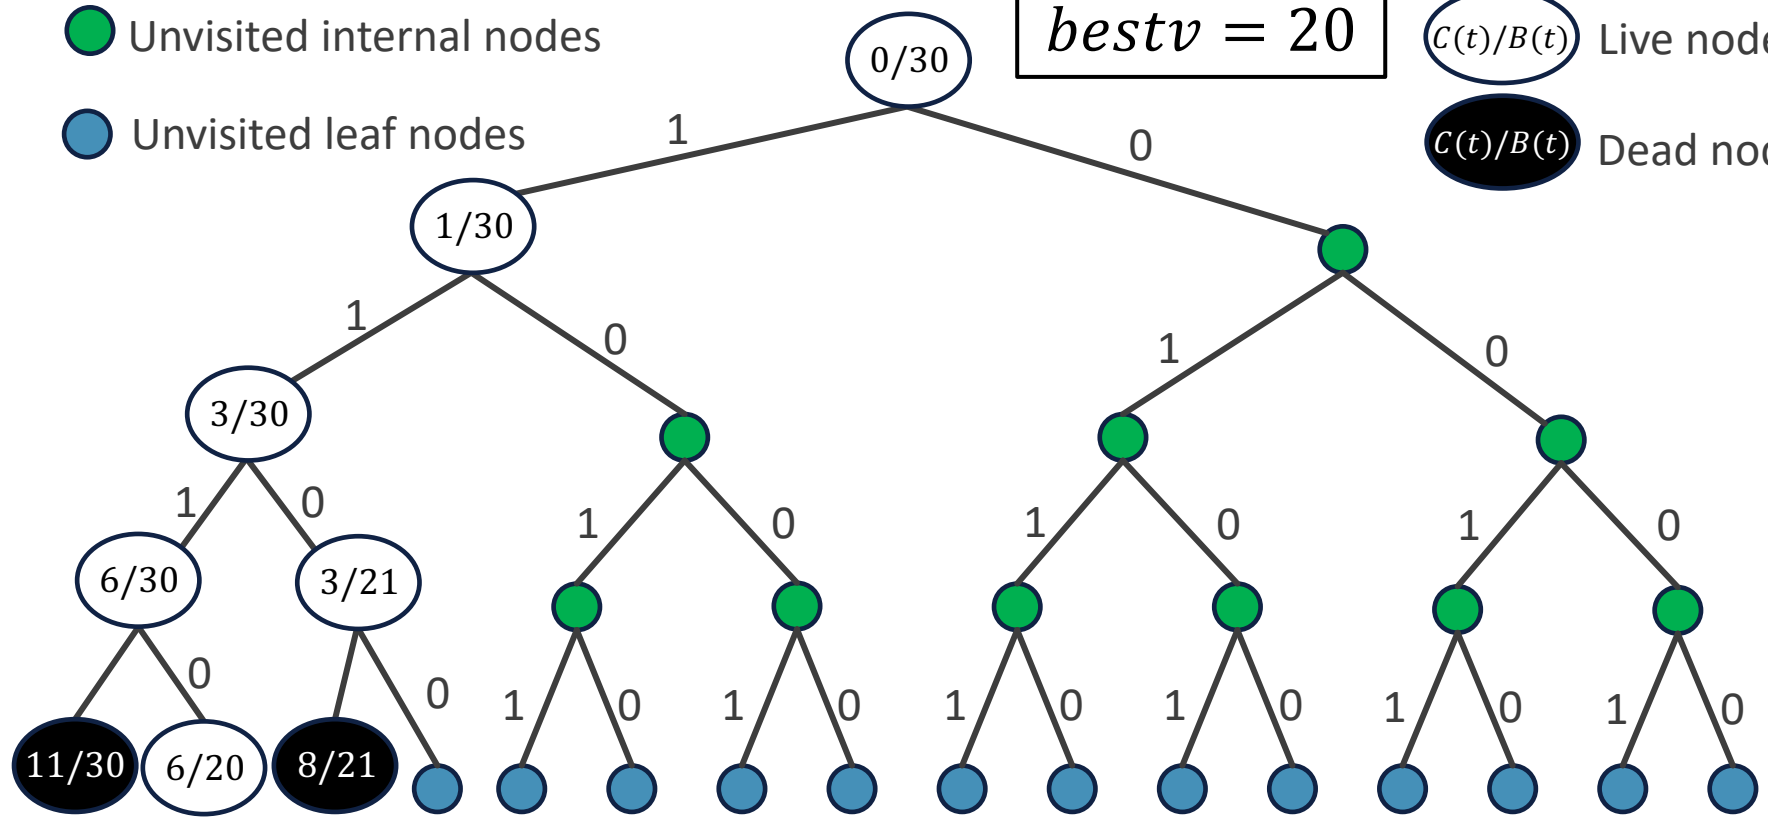 Unvisited internal nodes
Unvisited leaf nodes
bestv = 20
C(t)/B(t) Live node
C(t)/B(t) Dead nod
0/30
1 0
1/30
1 0 1 0
3/30
1 0 1 0 1 0 1 0
6/30 3/21
0 0 1 0 1 0 1 0 1 0 1 0 1 0
11/30 6/20 8/21